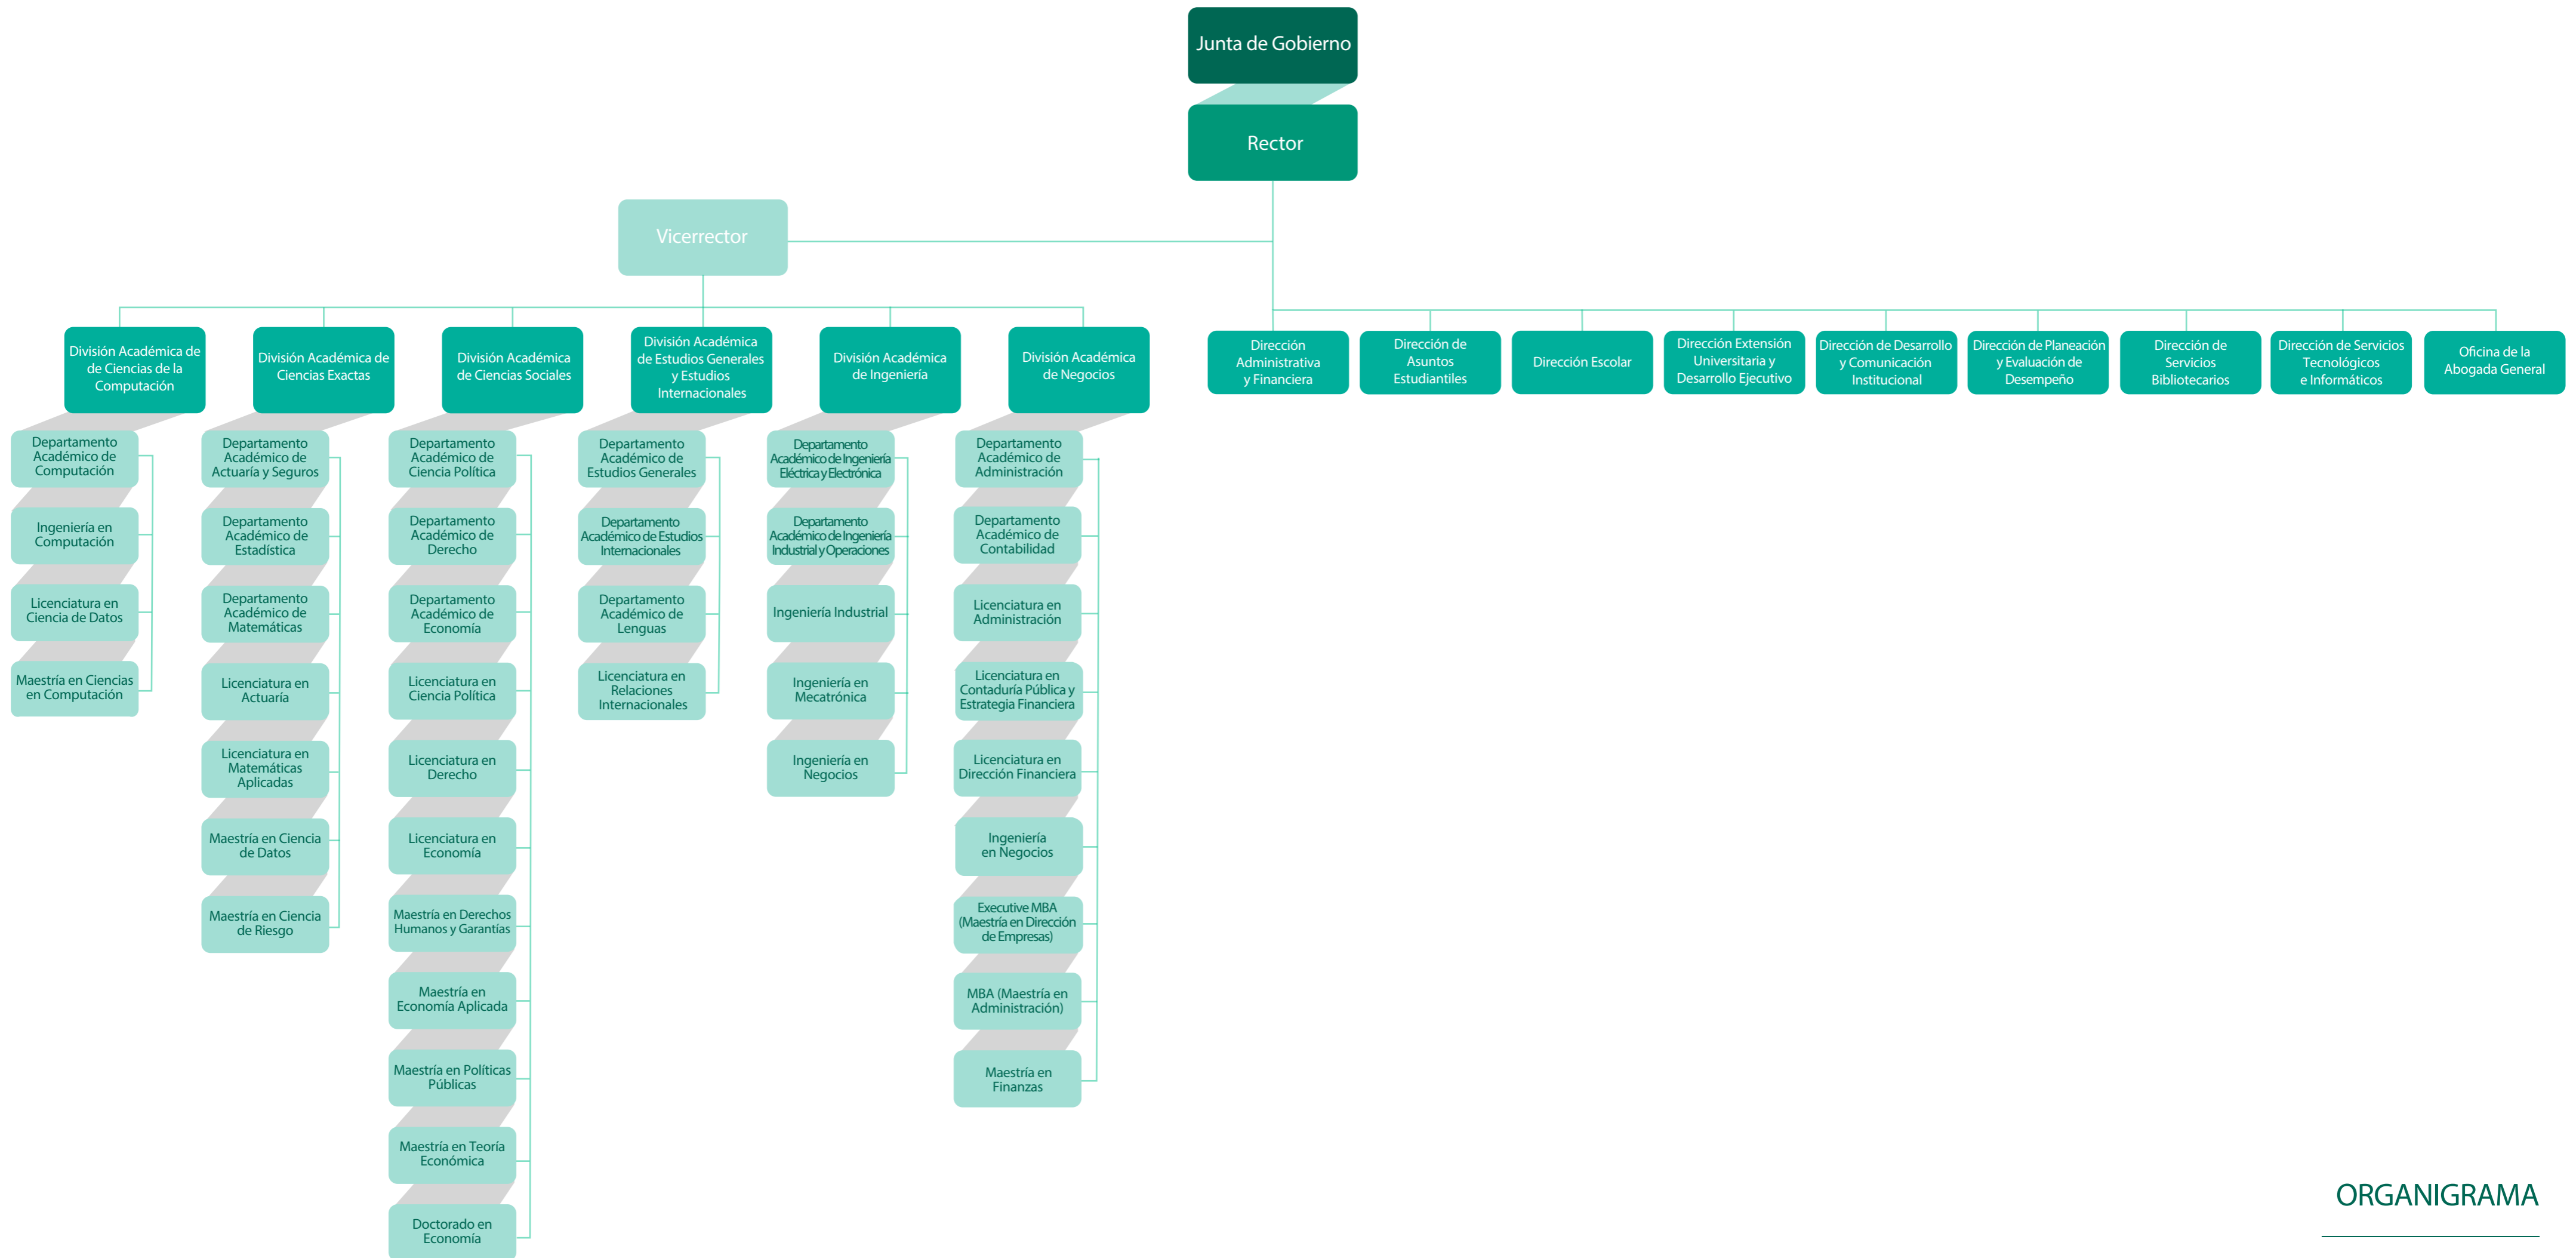 Junta de Gobierno
Rector
Vicerrector
División Académica de
de Ciencias de la
Computación
División Académica de
Ciencias Exactas
División Académica
de Ciencias Sociales
División Académica
de Estudios Generales
y Estudios
Internacionales
División Académica
de Ingeniería
División Académica
de Negocios
Dirección
Administrativa
y Financiera
Dirección de
Asuntos
Estudiantiles
Dirección Escolar
Dirección Extensión
Universitaria y
Desarrollo Ejecutivo
Dirección de Desarrollo
y Comunicación
Institucional
Dirección de Planeación
y Evaluación de
Desempeño
Dirección de
Servicios
Bibliotecarios
Dirección de Servicios
Tecnológicos
e Informáticos
Oficina de la
Abogada General
Departamento
Académico de
Computación
Ingeniería en
Computación
Licenciatura en
Ciencia de Datos
Maestría en Ciencias
en Computación
Departamento
Académico de
Actuaría y Seguros
Departamento
Académico de
Estadística
Departamento
Académico de
Matemáticas
Licenciatura en
Actuaría
Licenciatura en
Matemáticas
Aplicadas
Maestría en Ciencia
de Datos
Maestría en Ciencia
de Riesgo
Departamento
Académico de
Ciencia Política
Departamento
Académico de
Derecho
Departamento
Académico de
Economía
Licenciatura en
Ciencia Política
Licenciatura en
Derecho
Licenciatura en
Economía
Maestría en Derechos
Humanos y Garantías
Maestría en
Economía Aplicada
Maestría en Políticas
Públicas
Maestría en Teoría
Económica
Doctorado en
Economía
Departamento
Académico de
Estudios Generales
Departamento
Académico de Estudios
Internacionales
Departamento
Académico de
Lenguas
Licenciatura en
Relaciones
Internacionales
Departamento
Académico de Ingeniería
Eléctrica y Electrónica
Departamento
Académico de Ingeniería
Industrial y Operaciones
Ingeniería Industrial
Ingeniería en
Mecatrónica
Ingeniería en
Negocios
Departamento
Académico de
Administración
Departamento
Académico de
Contabilidad
Licenciatura en
Administración
Licenciatura en
Contaduría Pública y
Estrategia Financiera
Licenciatura en
Dirección Financiera
Ingeniería
en Negocios
Executive MBA
(Maestría en Dirección
de Empresas)
MBA (Maestría en
Administración)
Maestría en
Finanzas
ORGANIGRAMA